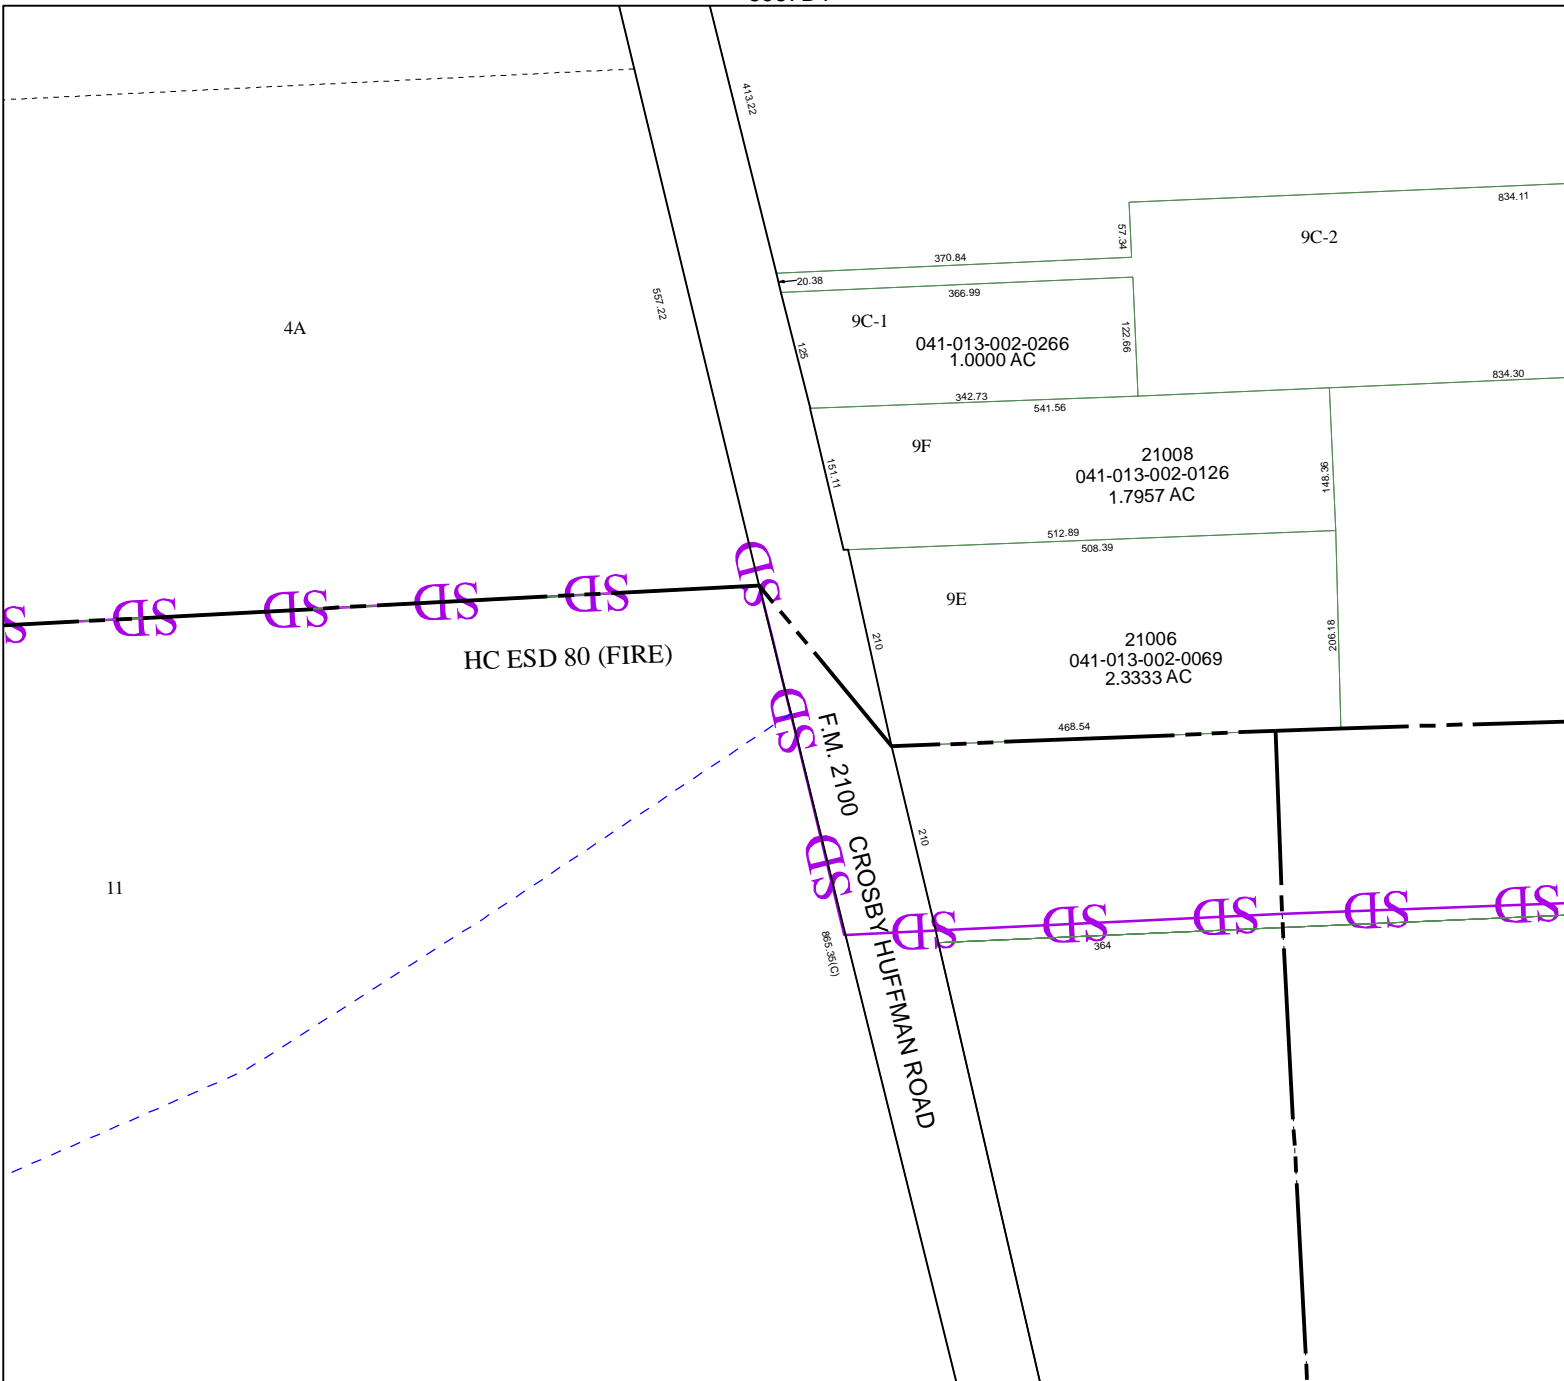 413.22
834.11
57.34
9C-2
370.84
20.38
366.99
557.22
9C-1
4A
122.66
125
041-013-002-0266
1.0000 AC
834.30
342.73
541.56
9F
21008
041-013-002-0126
1.7957 AC
151.11
148.36
512.89
508.39
SD
SD
SD
SD
SD
S
9E
HC ESD 80 (FIRE)
210
21006
041-013-002-0069
2.3333 AC
206.18
SD
468.54
F.M. 2100 CROSBY HUFFMAN ROAD
210
SD
11
SD
SD
SD
SD
SD
865.35(C)
364